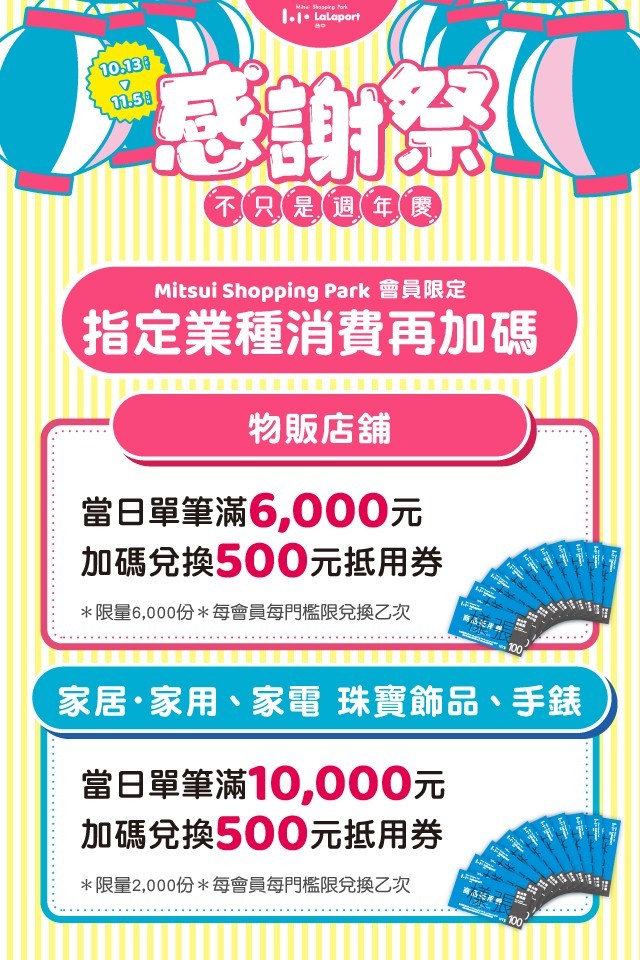 Mitsui Shopping Park
LaLaport
台中
10.13
11.5
感謝祭
不只是週年慶
Mitsui Shopping Park 會員限定
指定業種消費再加碼
物販店舖
當日單筆滿6,000元
加碼兌換500元抵用券
＊限量6,000份＊每會員每門檻限兌換乙次
樣張
100
家居·家用、家電 珠寶飾品、手錶
當日單筆滿10,000元
加碼兌換500元抵用券
＊限量2,000份＊每會員每門檻限兌換乙次
樣張
100